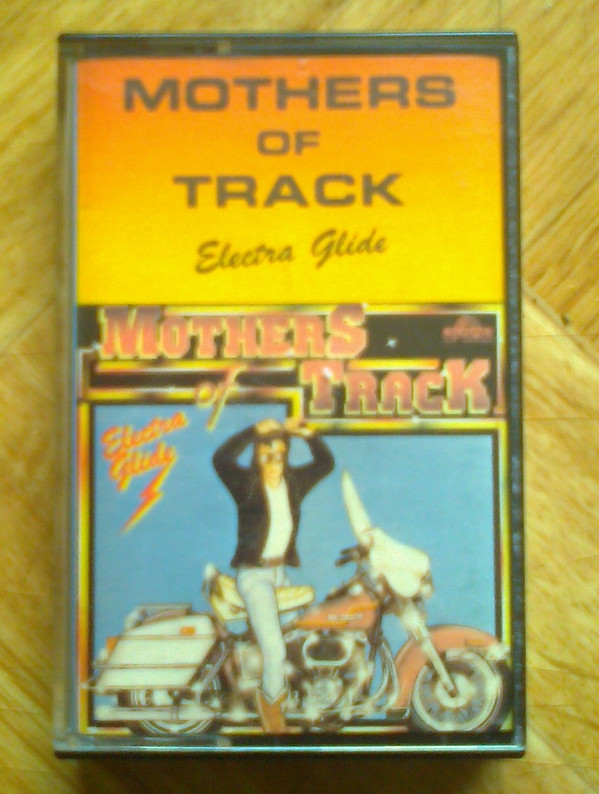 MOTHERS
OF
TRACK
Electra Glide
MOTHERS
of TRACK
Electra
Glide